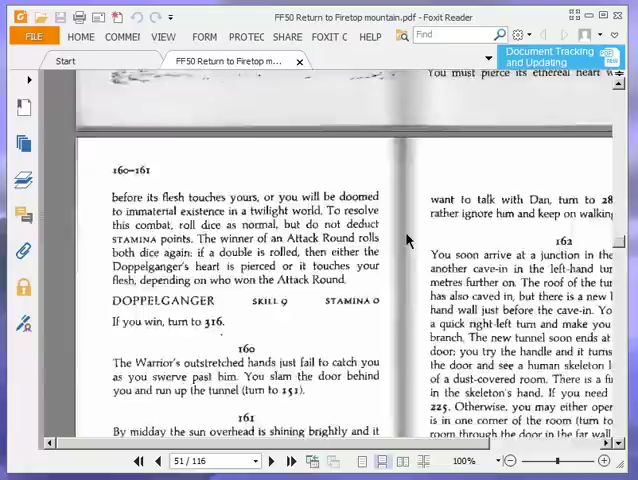 FF50 Return to Firetop mountain.pdf - Foxit Reader
FILE HOME COMMEI VIEW FORM PROTEC SHARE FOXIT C HELP Find
Start FF50 Return to Firetop m...
Document Tracking
and Updating
You must pierce its ethereal heart
160–161
before its flesh touches yours, or you will be doomed
to immaterial existence in a twilight world. To resolve
this combat, roll dice as normal, but do not deduct
STAMINA points. The winner of an Attack Round rolls
both dice again: if a double is rolled, then either the
Doppelganger's heart is pierced or it touches your
flesh, depending on who won the Attack Round.
DOPPELGANGER SKILL 9 STAMINA 0
If you win, turn to 316.
160
The Warrior's outstretched hands just fail to catch you
as you swerve past him. You slam the door behind
you and run up the tunnel (turn to 151).
161
By midday the sun overhead is shining brightly and it
want to talk with Dan, turn to 28
rather ignore him and keep on walking
162
You soon arrive at a junction in the
another cave-in in the left-hand tu
metres further on. The roof of the tu
has also caved in, but there is a new
hand wall just before the cave-in. Yo
a quick right-left turn and make you
branch. The new tunnel soon ends at
door; you try the handle and it turns
the door and see a human skeleton
of a dust-covered room. There is a
in the skeleton's hand. If you need
225. Otherwise, you may either oper
is in one corner of the room (turn to
room through the door in the far wall
51 / 116
100%